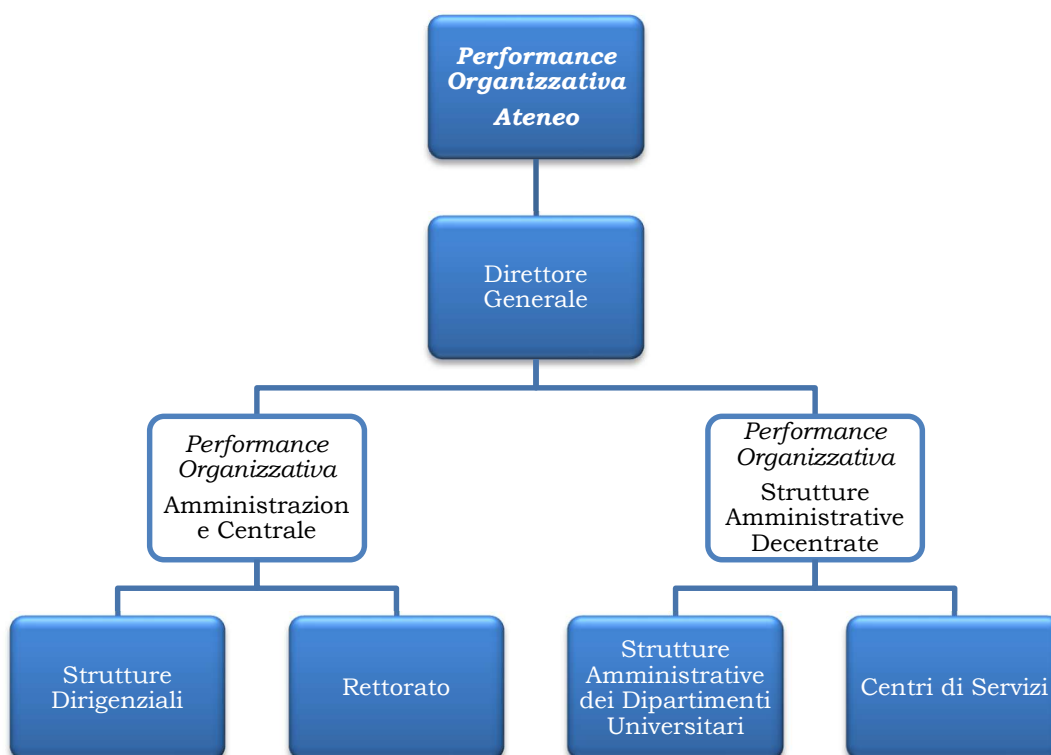 Performance
Organizzativa
Ateneo
Direttore
Generale
Performance
Organizzativa
Amministrazion
e Centrale
Performance
Organizzativa
Strutture
Amministrative
Decentrate
Strutture
Dirigenziali
Rettorato
Strutture
Amministrative
dei Dipartimenti
Universitari
Centri di Servizi